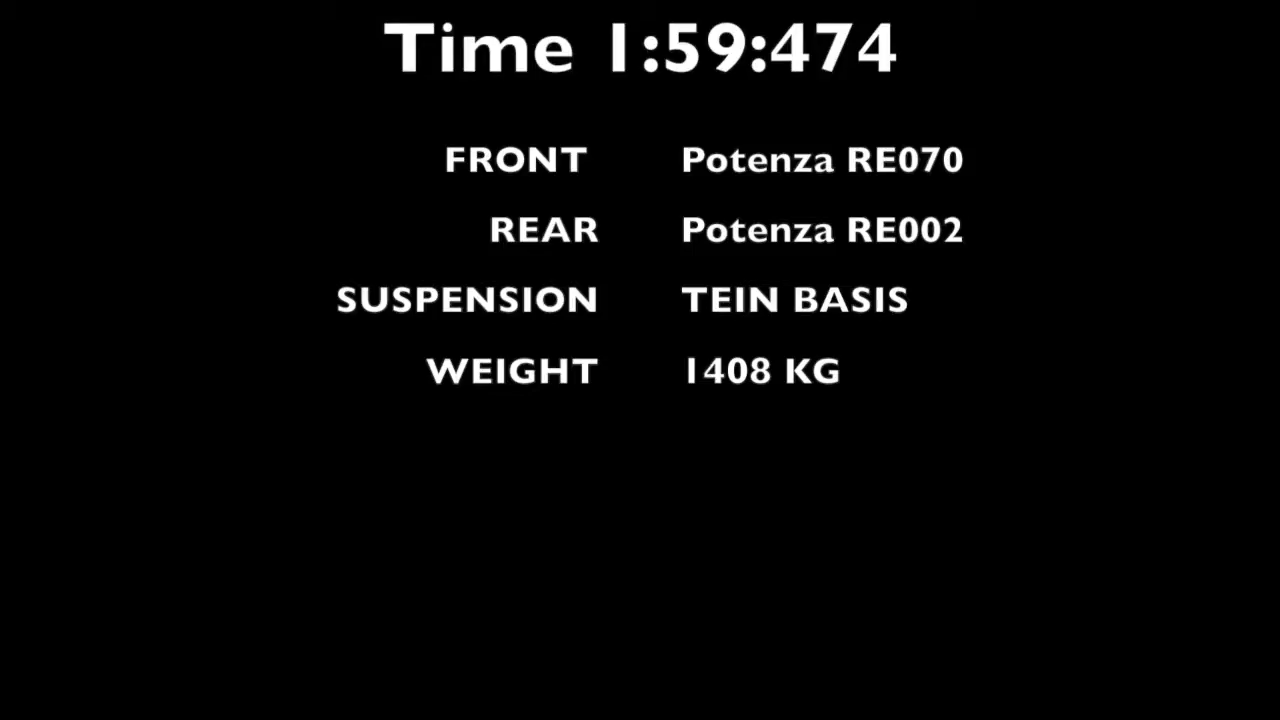 Time 1:59:474
FRONT Potenza RE070
REAR Potenza RE002
SUSPENSION TEIN BASIS
WEIGHT 1408 KG